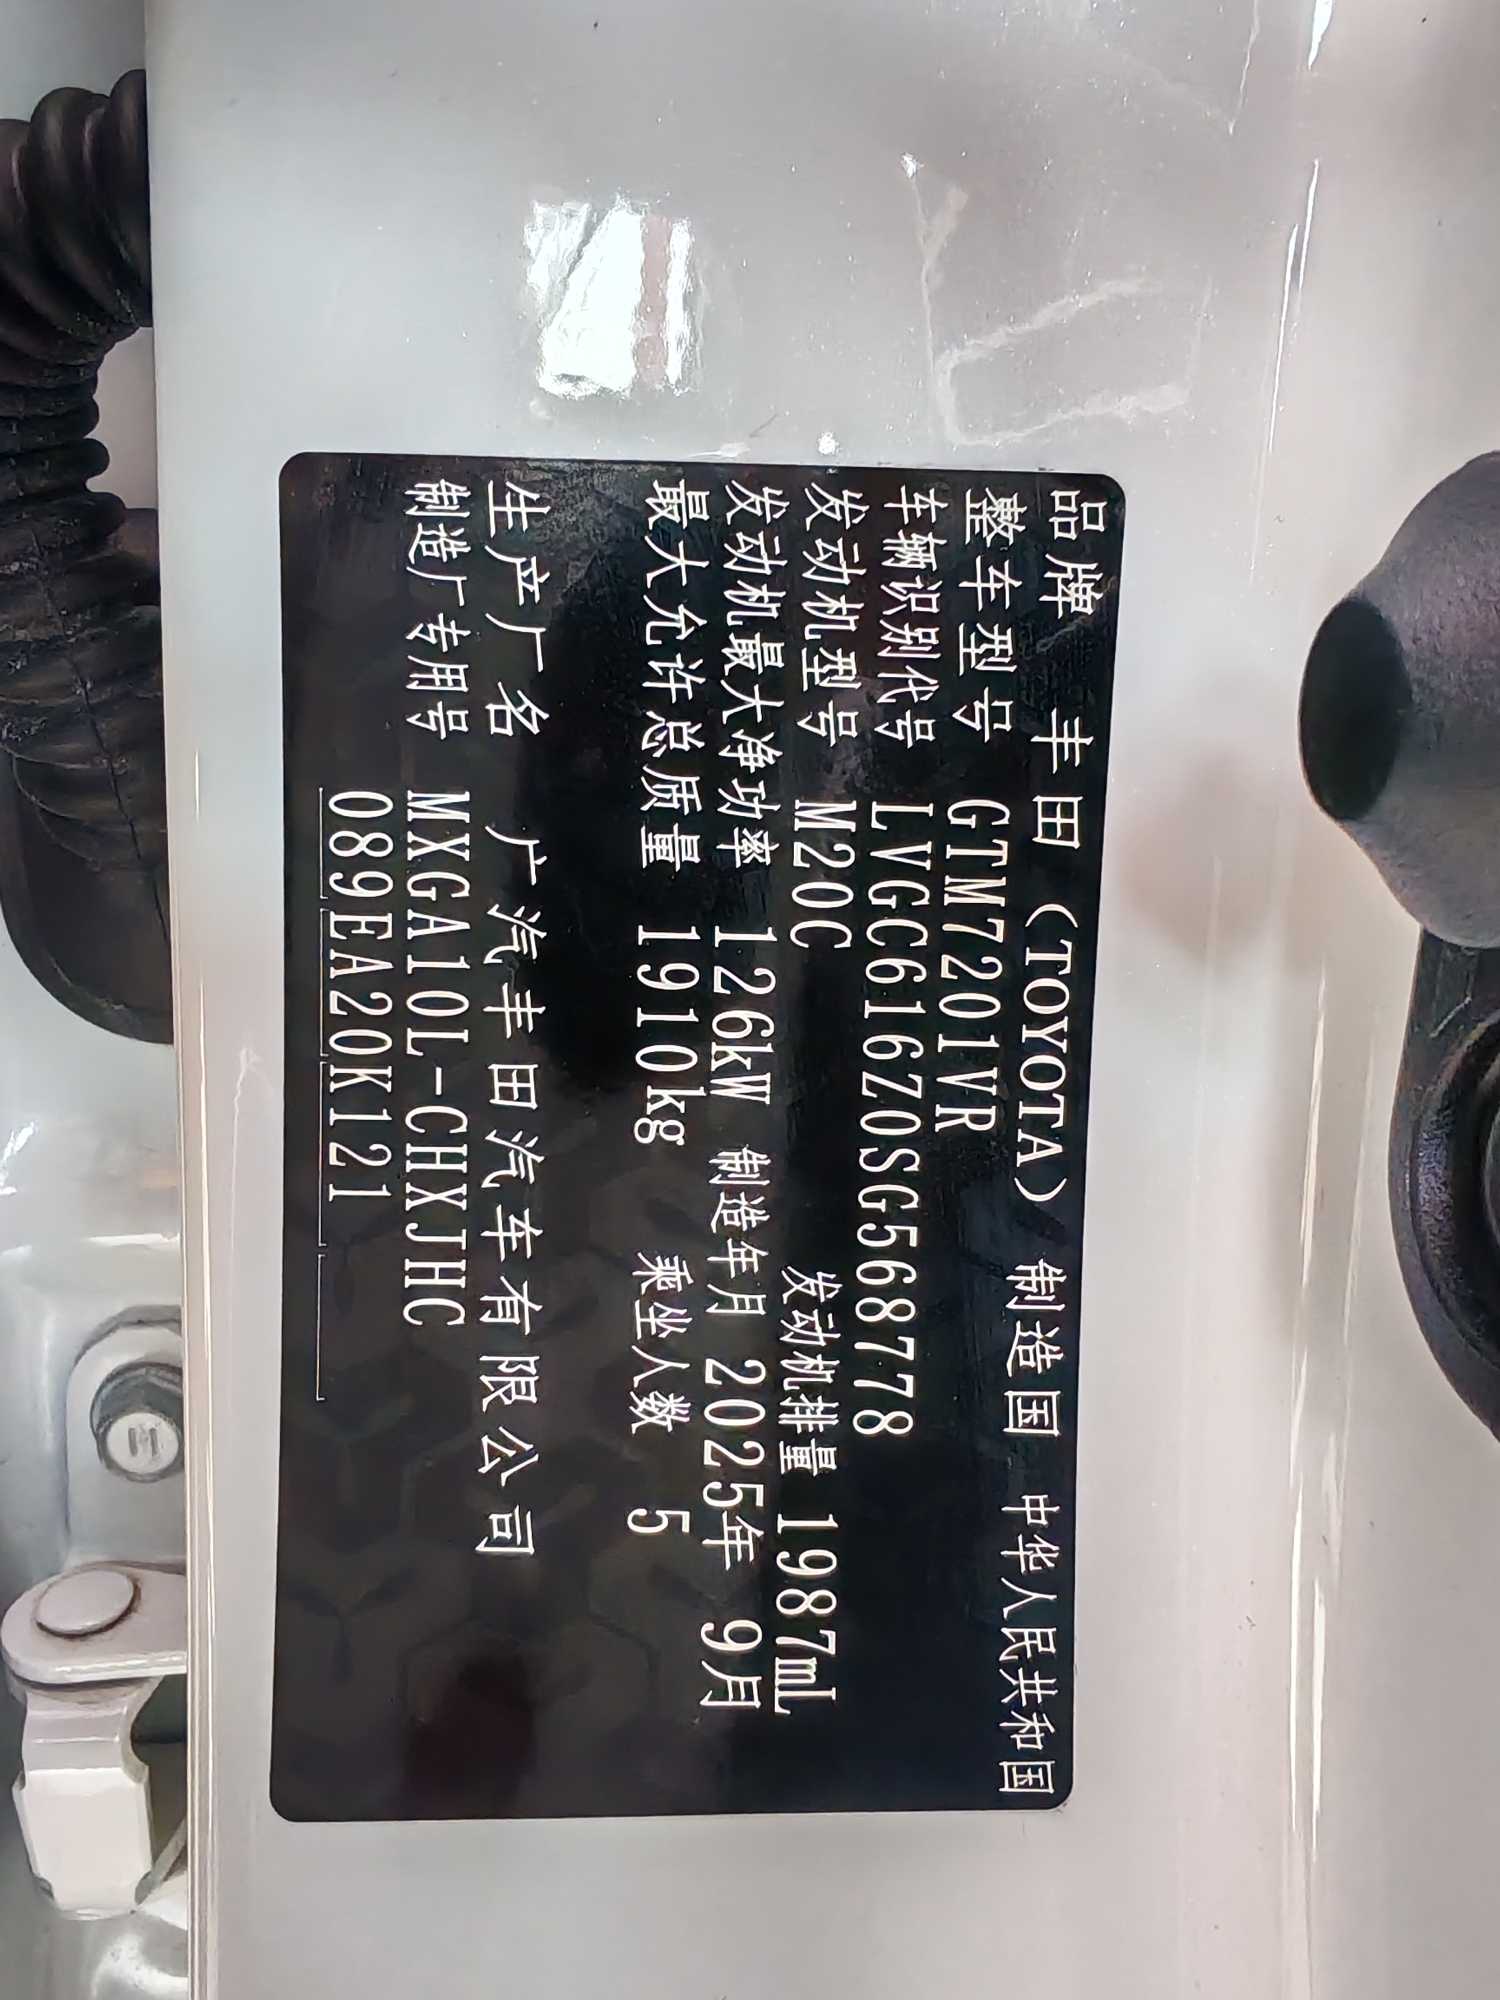 品牌 丰田(TOYOTA) 制造国 中华人民共和国
整车型号 GTM7201VR
车辆识别代号 LVGC616Z0SG568778
发动机型号 M20C 发动机排量 1987mL
发动机最大净功率 126kW 制造年月 2025年 9月
最大允许总质量 1910kg 乘坐人数 5
生产厂名 广汽丰田汽车有限公司
制造厂专用号 MXGA10L-CHXJHC
089EA20K121